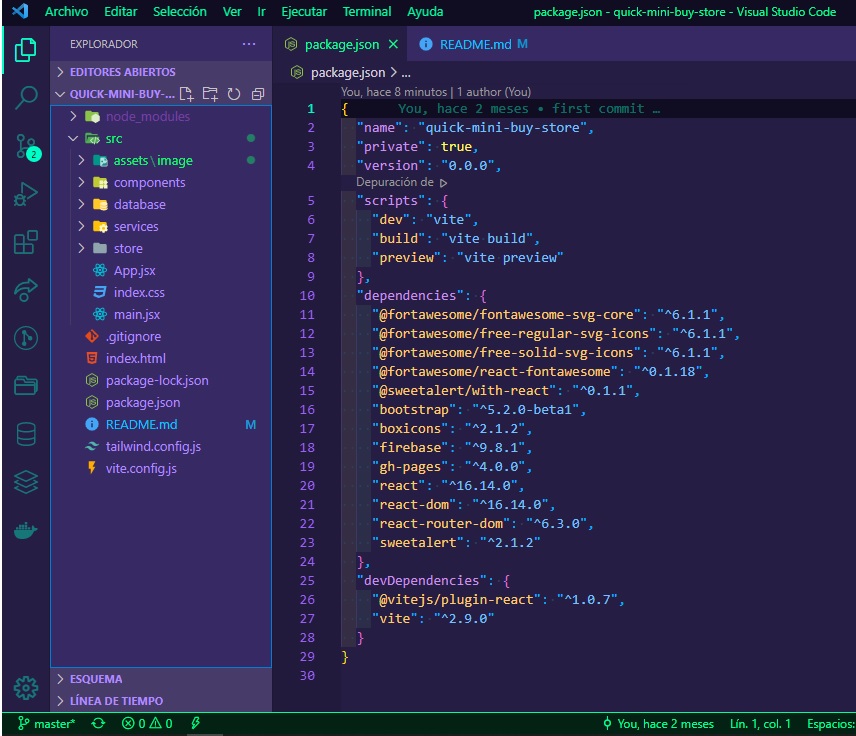 Archivo Editar Selección Ver Ir Ejecutar Terminal Ayuda package.json - quick-mini-buy-store - Visual Studio Code
EXPLORADOR ...
EDITORES ABIERTOS
QUICK-MINI-BUY-...
node_modules
src
assets\image
components
database
services
store
App.jsx
index.css
main.jsx
.gitignore
index.html
package-lock.json
package.json
README.md M
tailwind.config.js
vite.config.js
ESQUEMA
LÍNEA DE TIEMPO
2
package.json README.md M
package.json > ...
You, hace 8 minutos | 1 author (You)
1 { You, hace 2 meses • first commit …
2 "name": "quick-mini-buy-store",
3 "private": true,
4 "version": "0.0.0",
Depuración de
5 "scripts": {
6 "dev": "vite",
7 "build": "vite build",
8 "preview": "vite preview"
9 },
10 "dependencies": {
11 "@fortawesome/fontawesome-svg-core": "^6.1.1",
12 "@fortawesome/free-regular-svg-icons": "^6.1.1",
13 "@fortawesome/free-solid-svg-icons": "^6.1.1",
14 "@fortawesome/react-fontawesome": "^0.1.18",
15 "@sweetalert/with-react": "^0.1.1",
16 "bootstrap": "^5.2.0-beta1",
17 "boxicons": "^2.1.2",
18 "firebase": "^9.8.1",
19 "gh-pages": "^4.0.0",
20 "react": "^16.14.0",
21 "react-dom": "^16.14.0",
22 "react-router-dom": "^6.3.0",
23 "sweetalert": "^2.1.2"
24 },
25 "devDependencies": {
26 "@vitejs/plugin-react": "^1.0.7",
27 "vite": "^2.9.0"
28 }
29 }
30
master* 0 0 You, hace 2 meses Lín. 1, col. 1 Espacios: